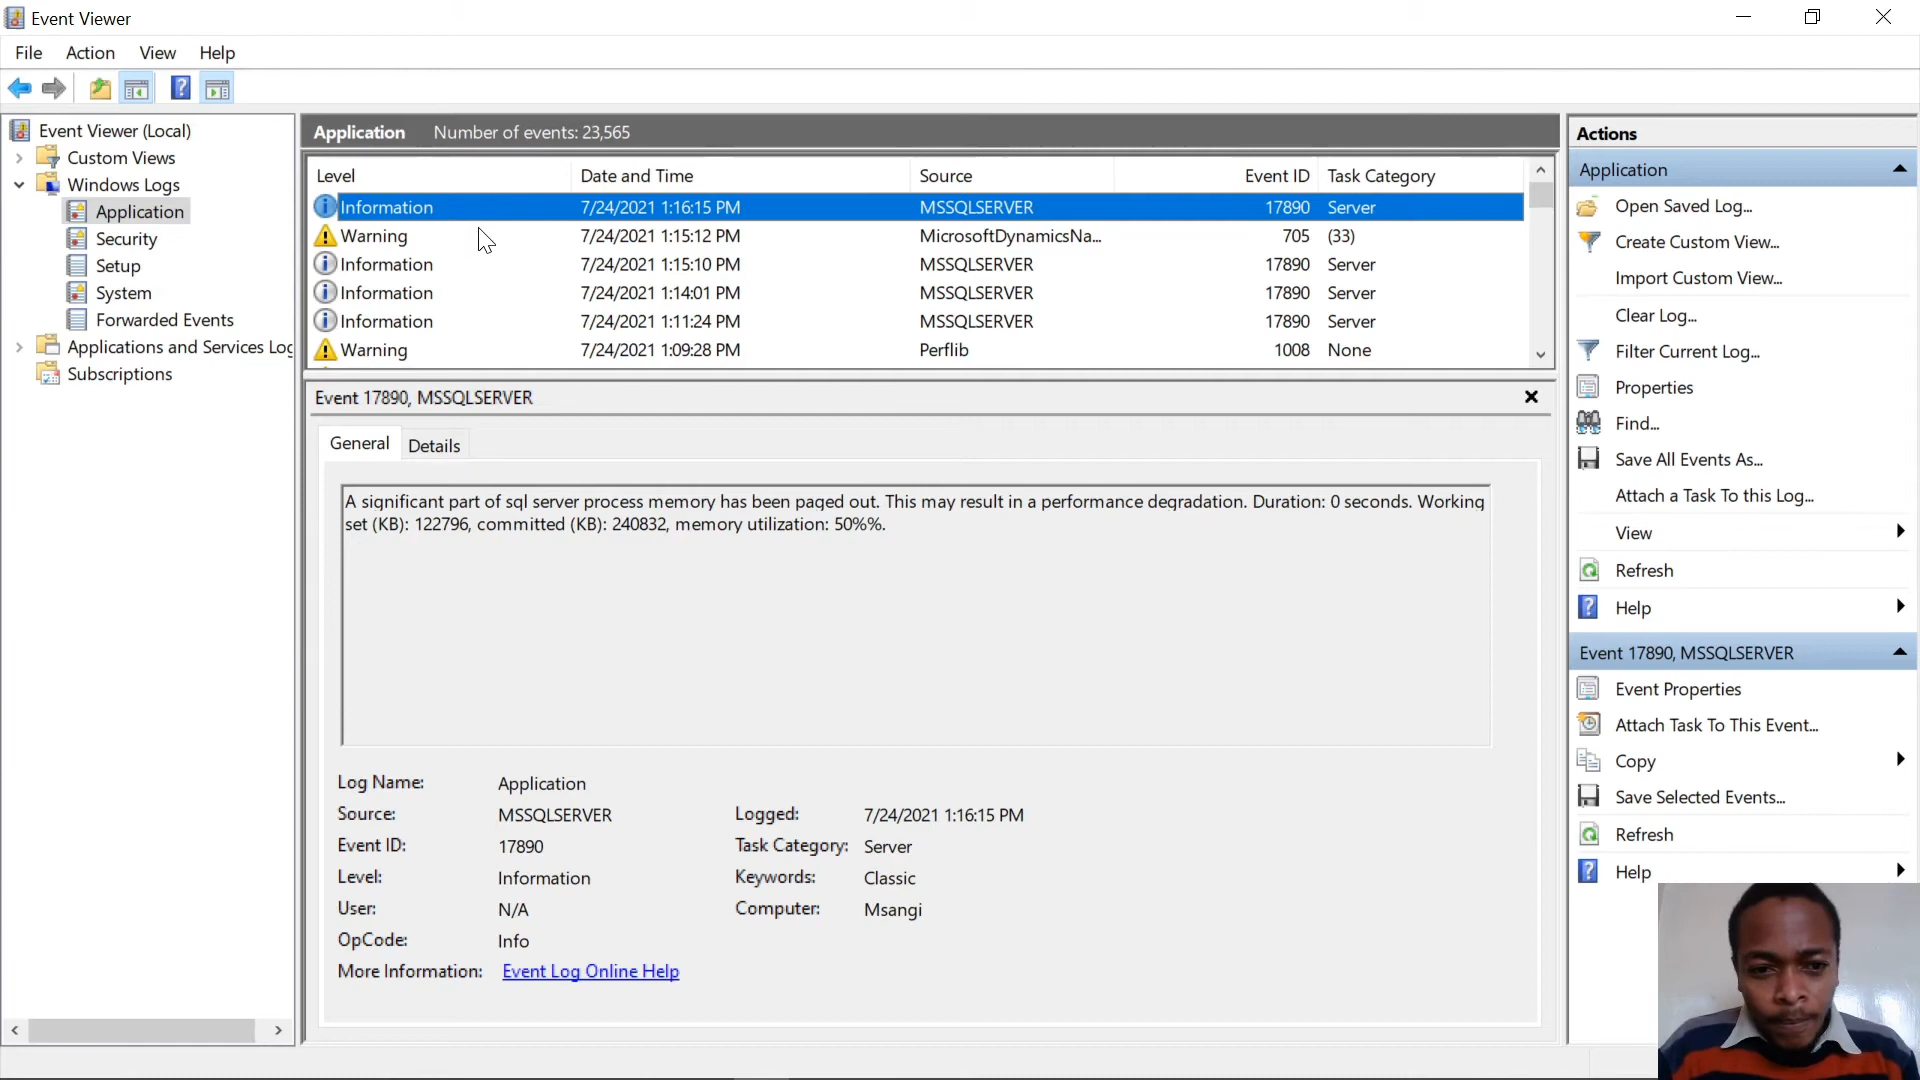 Event Viewer
File Action View Help
Event Viewer (Local)
Custom Views
Windows Logs
Application
Security
Setup
System
Forwarded Events
Applications and Services Log
Subscriptions
Application Number of events: 23,565
Level Date and Time Source Event ID Task Category
Information 7/24/2021 1:16:15 PM MSSQLSERVER 17890 Server
Warning 7/24/2021 1:15:12 PM MicrosoftDynamicsNa... 705 (33)
Information 7/24/2021 1:15:10 PM MSSQLSERVER 17890 Server
Information 7/24/2021 1:14:01 PM MSSQLSERVER 17890 Server
Information 7/24/2021 1:11:24 PM MSSQLSERVER 17890 Server
Warning 7/24/2021 1:09:28 PM Perflib 1008 None
Event 17890, MSSQLSERVER
General Details
A significant part of sql server process memory has been paged out. This may result in a performance degradation. Duration: 0 seconds. Working
set (KB): 122796, committed (KB): 240832, memory utilization: 50%%.
Log Name: Application
Source: MSSQLSERVER Logged: 7/24/2021 1:16:15 PM
Event ID: 17890 Task Category: Server
Level: Information Keywords: Classic
User: N/A Computer: Msangi
OpCode: Info
More Information: Event Log Online Help
Actions
Application
Open Saved Log...
Create Custom View...
Import Custom View...
Clear Log...
Filter Current Log...
Properties
Find...
Save All Events As...
Attach a Task To this Log...
View
Refresh
Help
Event 17890, MSSQLSERVER
Event Properties
Attach Task To This Event...
Copy
Save Selected Events...
Refresh
Help